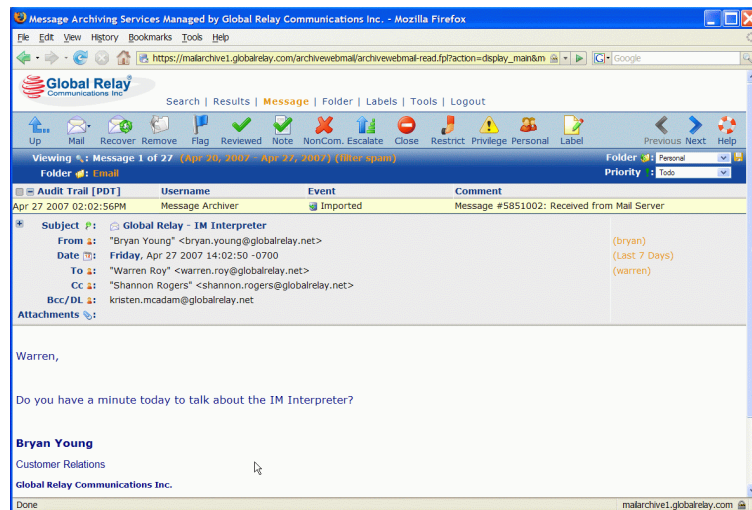 Message Archiving Services Managed by Global Relay Communications Inc. - Mozilla Firefox
File Edit View History Bookmarks Tools Help
https://mailarchive1.globalrelay.com/archivewebmail/archivewebmail-read.fpl?action=display_main&m
G Google
Global Relay
Communications Inc
Search | Results | Message | Folder | Labels | Tools | Logout
Up Mail Recover Remove Flag Reviewed Note NonCom. Escalate Close Restrict Privilege Personal Label Previous Next Help
Viewing : Message 1 of 27 (Apr 20, 2007 - Apr 27, 2007) (filter spam) Folder : Personal
Folder : Email Priority : Todo
Audit Trail [PDT] Username Event Comment
Apr 27 2007 02:02:56PM Message Archiver Imported Message #5851002: Received from Mail Server
Subject : Global Relay - IM Interpreter
From : "Bryan Young" <bryan.young@globalrelay.net> (bryan)
Date : Friday, Apr 27 2007 14:02:50 -0700 (Last 7 Days)
To : "Warren Roy" <warren.roy@globalrelay.net> (warren)
Cc : "Shannon Rogers" <shannon.rogers@globalrelay.net>
Bcc/DL : kristen.mcadam@globalrelay.net
Attachments :
Warren,
Do you have a minute today to talk about the IM Interpreter?
Bryan Young
Customer Relations
Global Relay Communications Inc.
Done mailarchive1.globalrelay.com